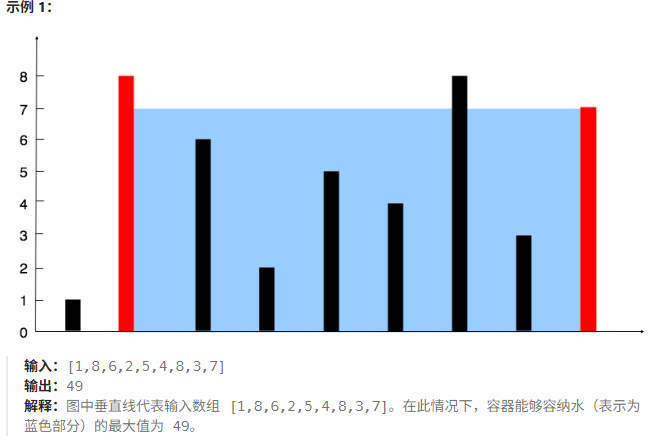 示例 1：
8
7
6
5
4
3
2
1
0
输入：[1,8,6,2,5,4,8,3,7]
输出：49
解释：图中垂直线代表输入数组 [1,8,6,2,5,4,8,3,7]。在此情况下，容器能够容纳水（表示为
蓝色部分）的最大值为 49。